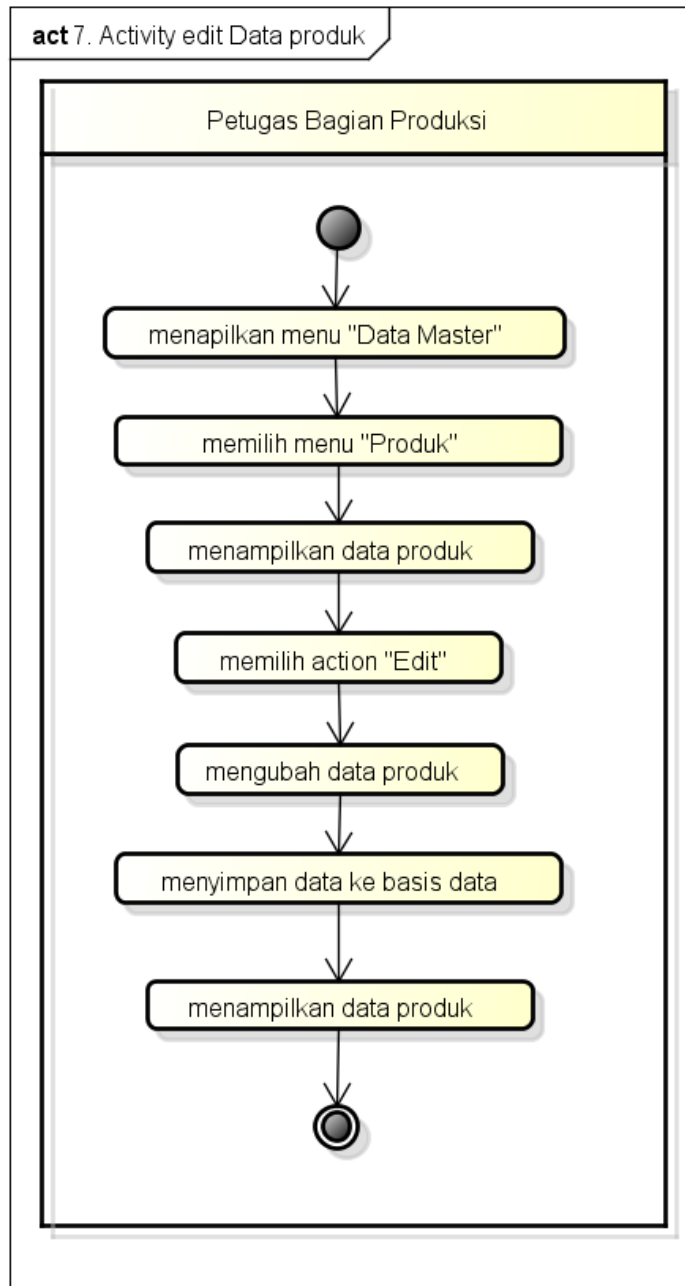 act 7. Activity edit Data produk
Petugas Bagian Produksi
menapilkan menu "Data Master"
memilih menu "Produk"
menampilkan data produk
memilih action "Edit"
mengubah data produk
menyimpan data ke basis data
menampilkan data produk